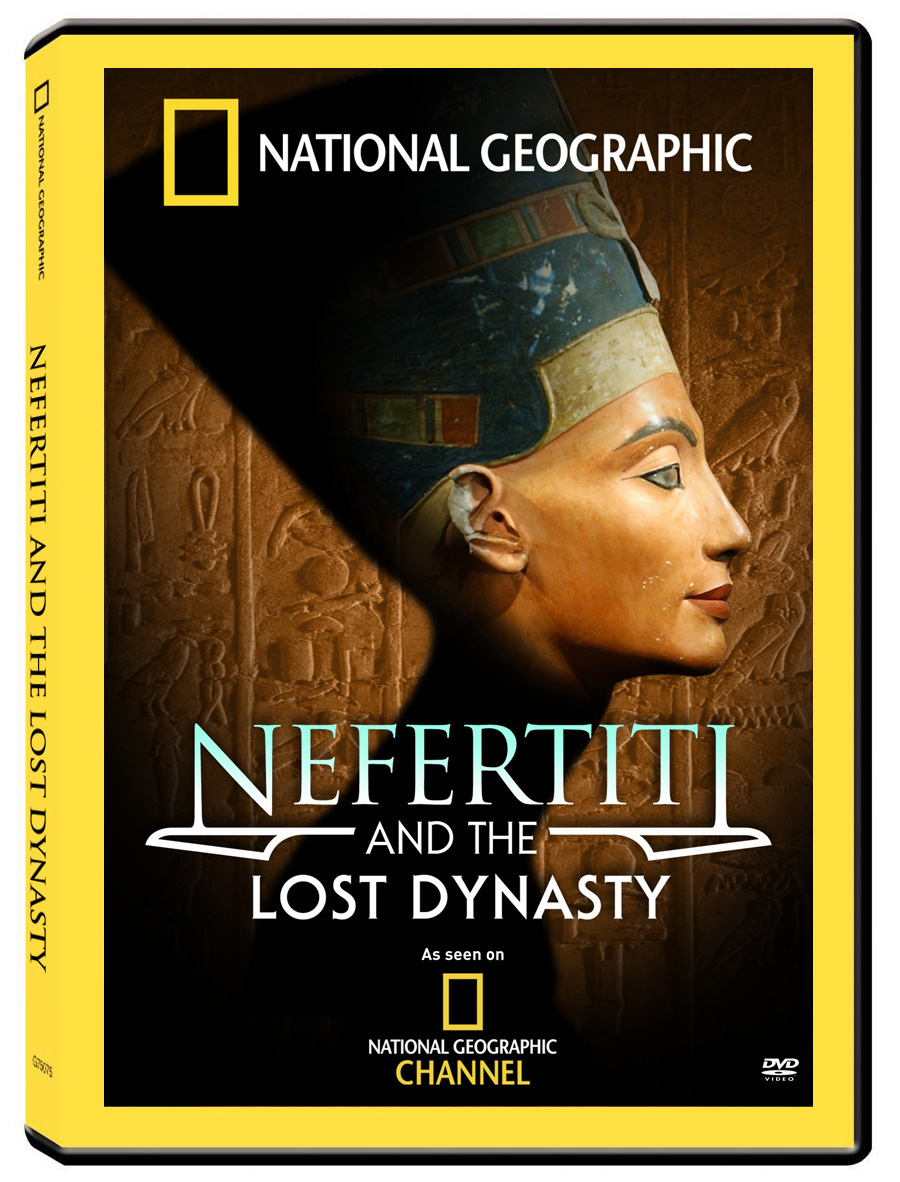 NATIONAL GEOGRAPHIC
NEFERTITI AND THE LOST DYNASTY
G75075
NATIONAL GEOGRAPHIC
NEFERTITI
AND THE
LOST DYNASTY
As seen on
NATIONAL GEOGRAPHIC
CHANNEL
DVD
VIDEO